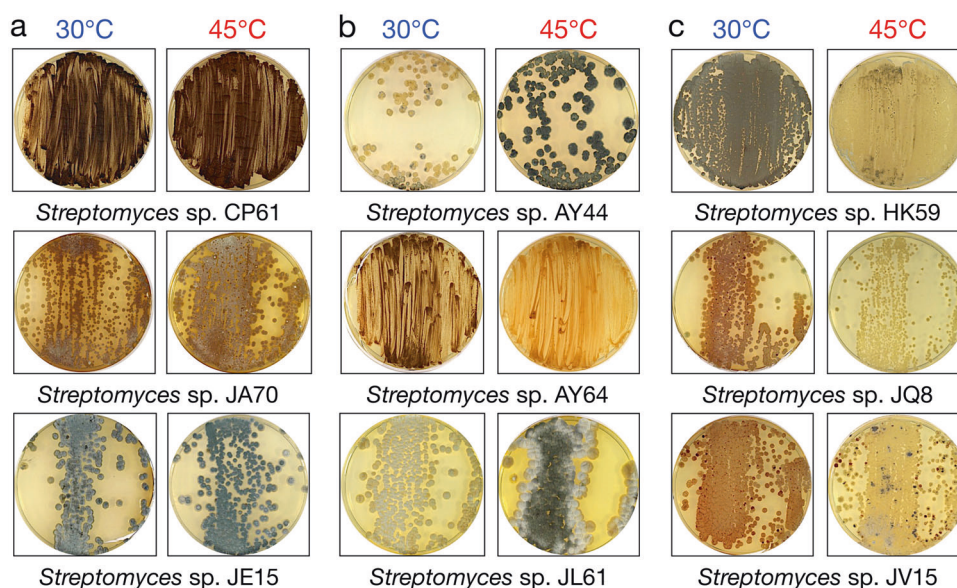 a 30°C 45°C b 30°C 45°C c 30°C 45°C
Streptomyces sp. CP61 Streptomyces sp. AY44 Streptomyces sp. HK59
Streptomyces sp. JA70 Streptomyces sp. AY64 Streptomyces sp. JQ8
Streptomyces sp. JE15 Streptomyces sp. JL61 Streptomyces sp. JV15